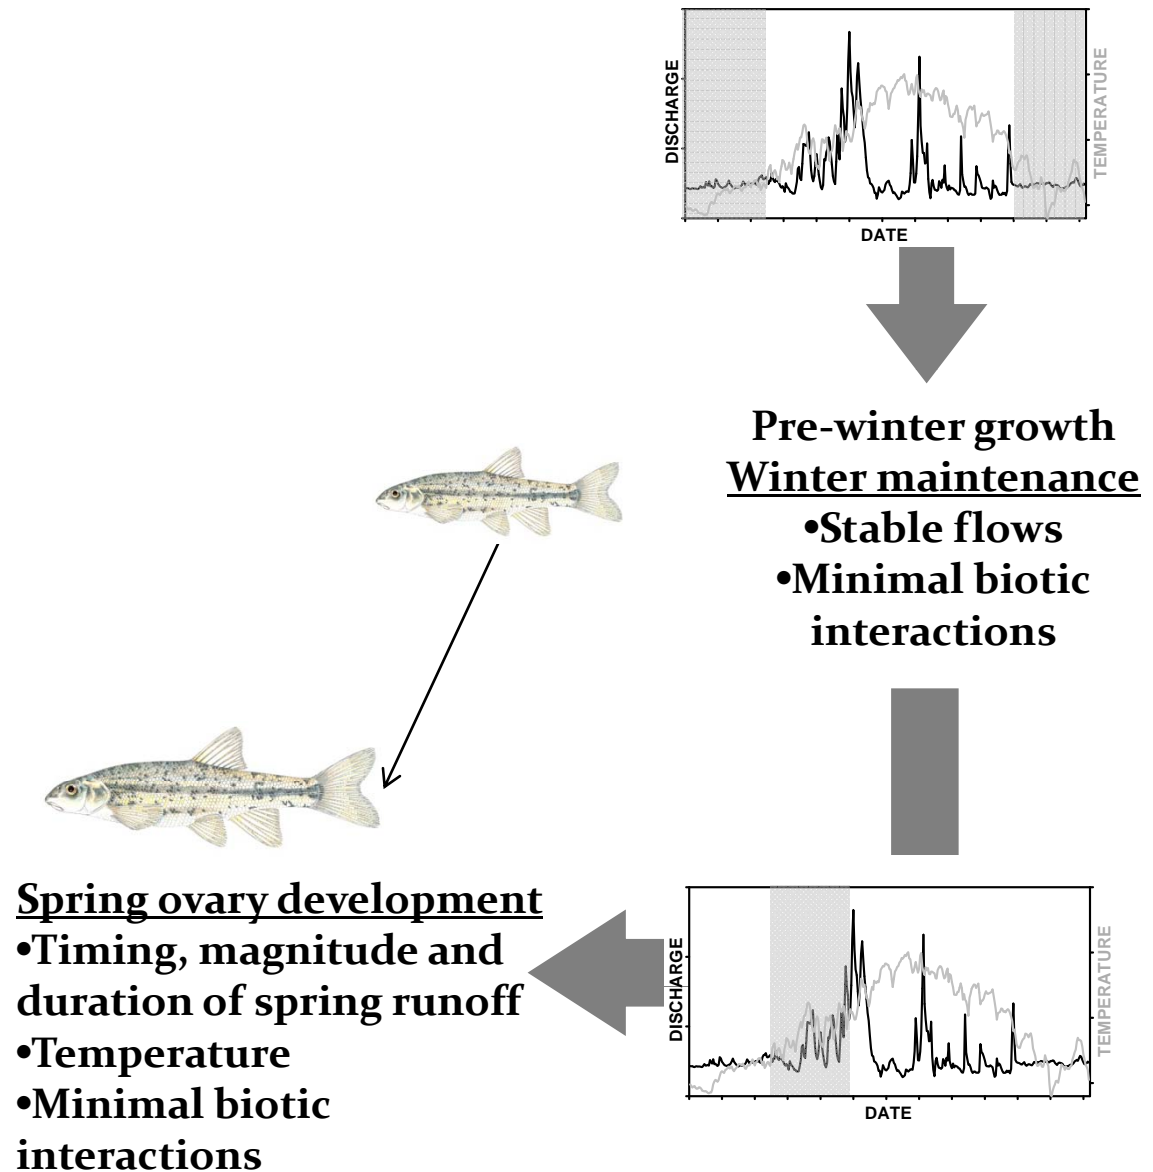 DISCHARGE
TEMPERATURE
DATE
Pre-winter growth
Winter maintenance
•Stable flows
•Minimal biotic
interactions
DISCHARGE
TEMPERATURE
DATE
Spring ovary development
•Timing, magnitude and
duration of spring runoff
•Temperature
•Minimal biotic
interactions